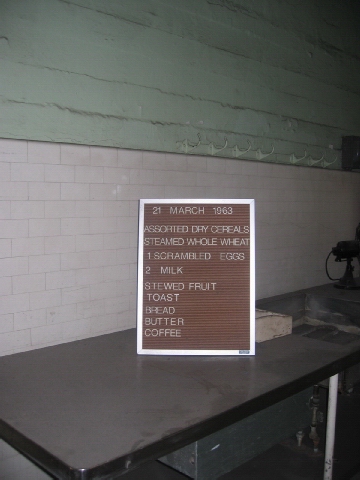 21 MARCH 1963
ASSORTED DRY CEREALS
STEAMED WHOLE WHEAT
1 SCRAMBLED EGGS
2 MILK
STEWED FRUIT
TOAST
BREAD
BUTTER
COFFEE